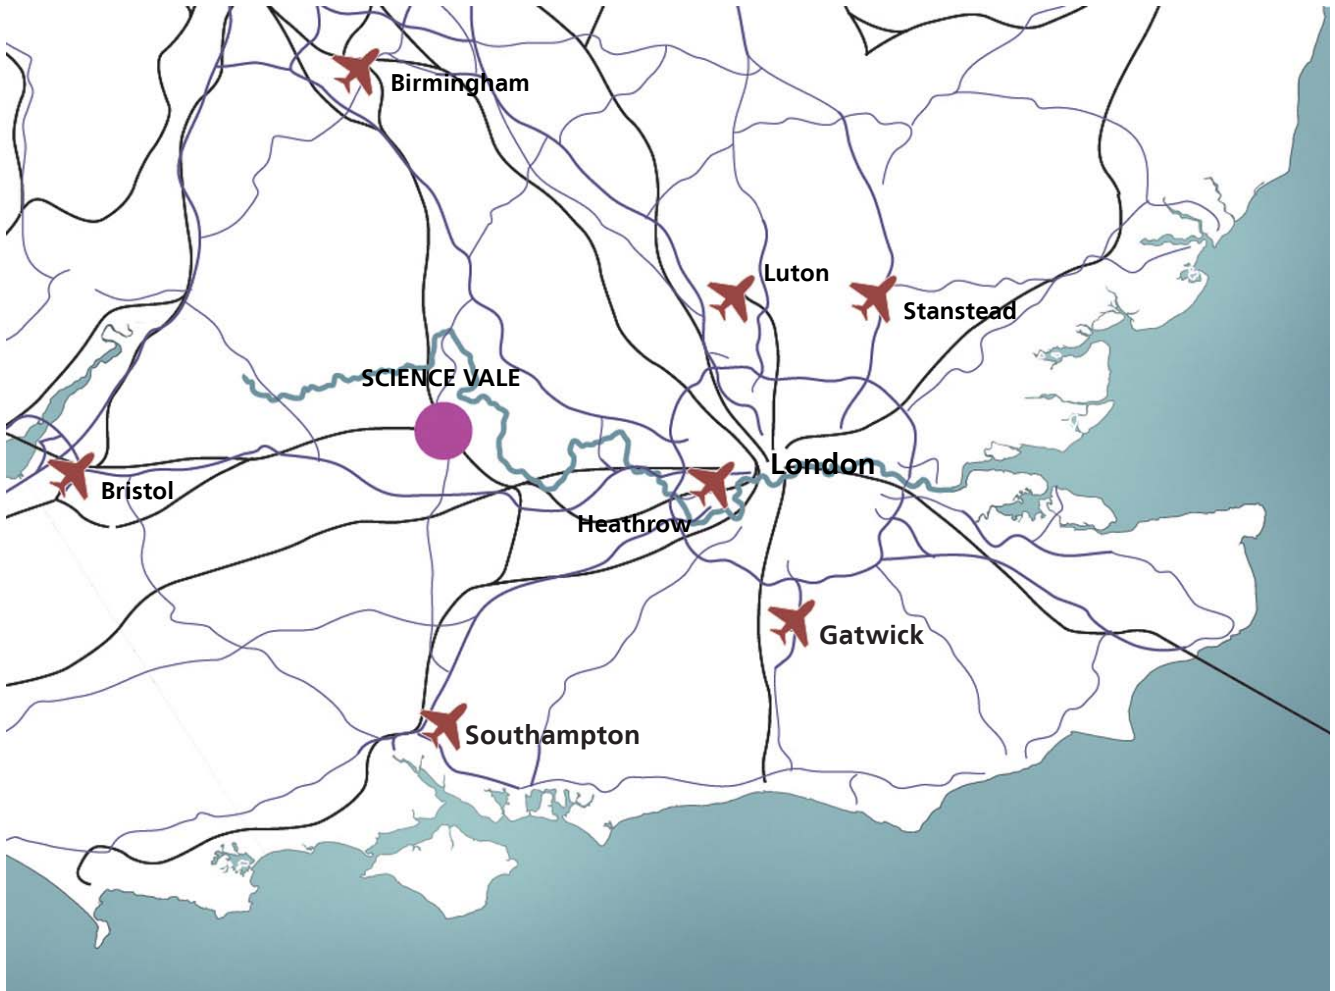 Birmingham
Luton
Stanstead
SCIENCE VALE
London
Bristol
Heathrow
Gatwick
Southampton